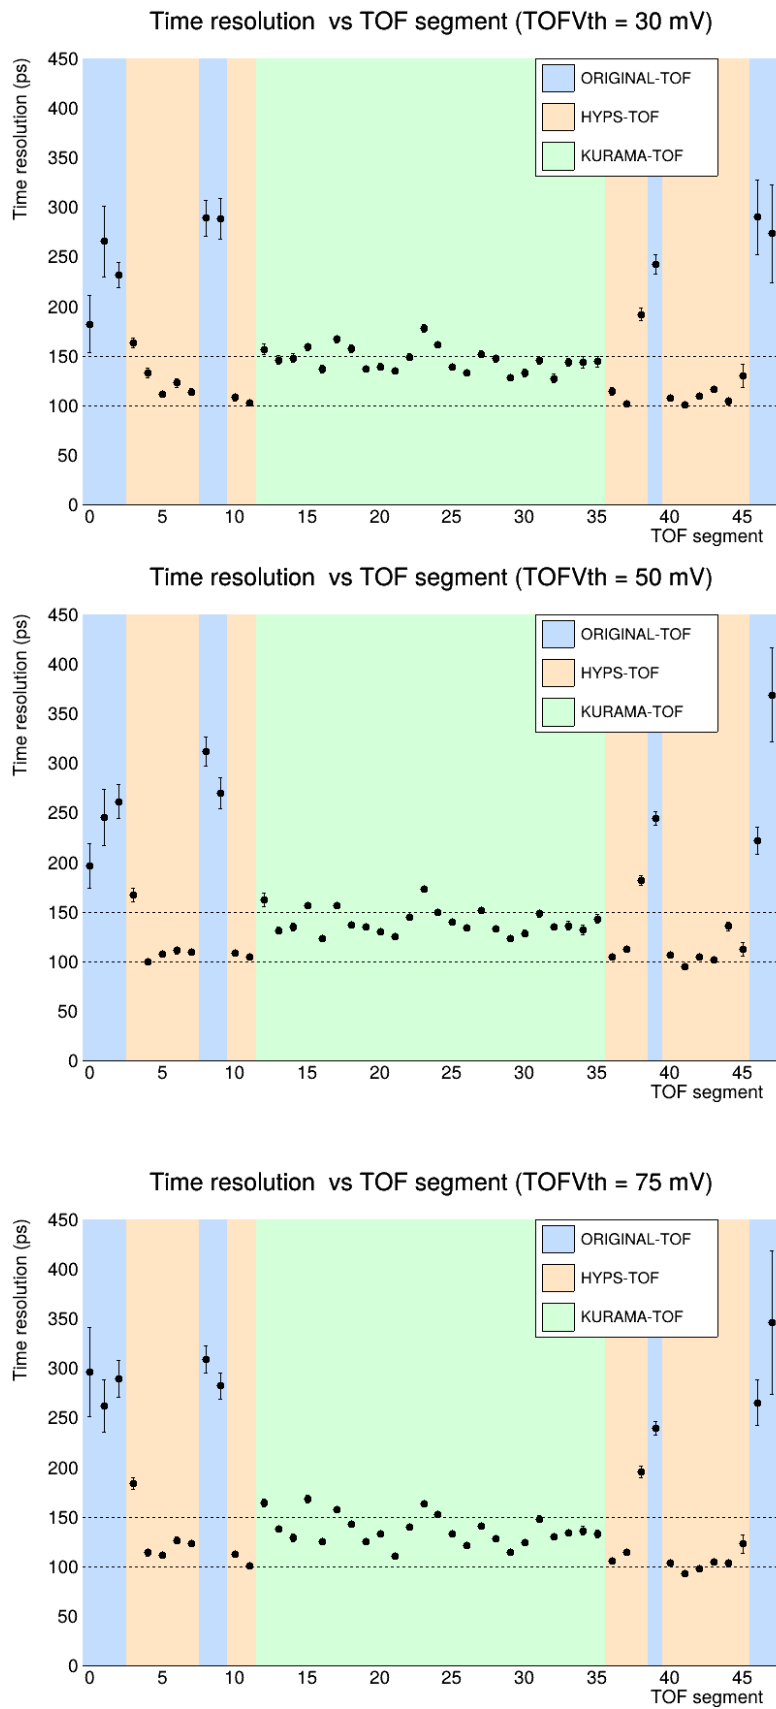 Time resolution vs TOF segment (TOFVth = 30 mV)
Time resolution (ps)
450
400
350
300
250
200
150
100
50
0
ORIGINAL-TOF
HYPS-TOF
KURAMA-TOF
0 5 10 15 20 25 30 35 40 45
TOF segment
Time resolution vs TOF segment (TOFVth = 50 mV)
Time resolution (ps)
450
400
350
300
250
200
150
100
50
0
ORIGINAL-TOF
HYPS-TOF
KURAMA-TOF
0 5 10 15 20 25 30 35 40 45
TOF segment
Time resolution vs TOF segment (TOFVth = 75 mV)
Time resolution (ps)
450
400
350
300
250
200
150
100
50
0
ORIGINAL-TOF
HYPS-TOF
KURAMA-TOF
0 5 10 15 20 25 30 35 40 45
TOF segment